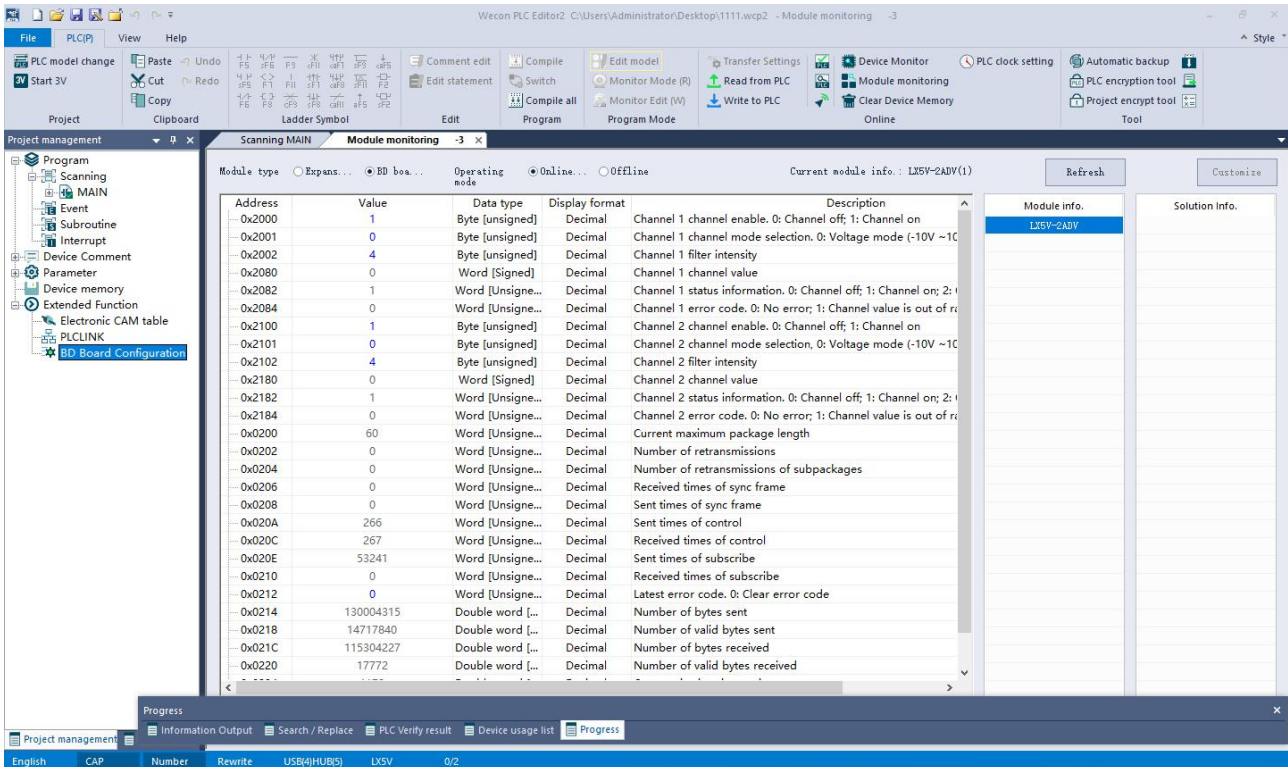 Wecon PLC Editor2 C:\Users\Administrator\Desktop\1111.wcp2 - Module monitoring -3
File PLC(P) View Help Style
PLC model change Paste Undo Comment edit Compile Edit model Transfer Settings Device Monitor PLC clock setting Automatic backup
Start 3V Cut Redo Edit statement Switch Monitor Mode (R) Read from PLC Module monitoring PLC encryption tool
Copy Compile all Monitor Edit (W) Write to PLC Clear Device Memory Project encrypt tool
Project Clipboard Ladder Symbol Edit Program Program Mode Online Tool
Project management Scanning MAIN Module monitoring -3
Program
Scanning
MAIN
Event
Subroutine
Interrupt
Device Comment
Parameter
Device memory
Extended Function
Electronic CAM table
PLCLINK
BD Board Configuration
Module type Expans... BD boa... Operating mode Online... Offline Current module info.: LX5V-2ADV(1) Refresh Customize
Address Value Data type Display format Description
0x2000 1 Byte [unsigned] Decimal Channel 1 channel enable. 0: Channel off; 1: Channel on
0x2001 0 Byte [unsigned] Decimal Channel 1 channel mode selection. 0: Voltage mode (-10V ~10
0x2002 4 Byte [unsigned] Decimal Channel 1 filter intensity
0x2080 0 Word [Signed] Decimal Channel 1 channel value
0x2082 1 Word [Unsigne... Decimal Channel 1 status information. 0: Channel off; 1: Channel on; 2:
0x2084 0 Word [Unsigne... Decimal Channel 1 error code. 0: No error; 1: Channel value is out of ra
0x2100 1 Byte [unsigned] Decimal Channel 2 channel enable. 0: Channel off; 1: Channel on
0x2101 0 Byte [unsigned] Decimal Channel 2 channel mode selection, 0: Voltage mode (-10V ~10
0x2102 4 Byte [unsigned] Decimal Channel 2 filter intensity
0x2180 0 Word [Signed] Decimal Channel 2 channel value
0x2182 1 Word [Unsigne... Decimal Channel 2 status information. 0: Channel off; 1: Channel on; 2:
0x2184 0 Word [Unsigne... Decimal Channel 2 error code. 0: No error; 1: Channel value is out of ra
0x0200 60 Word [Unsigne... Decimal Current maximum package length
0x0202 0 Word [Unsigne... Decimal Number of retransmissions
0x0204 0 Word [Unsigne... Decimal Number of retransmissions of subpackages
0x0206 0 Word [Unsigne... Decimal Received times of sync frame
0x0208 0 Word [Unsigne... Decimal Sent times of sync frame
0x020A 266 Word [Unsigne... Decimal Sent times of control
0x020C 267 Word [Unsigne... Decimal Received times of control
0x020E 53241 Word [Unsigne... Decimal Sent times of subscribe
0x0210 0 Word [Unsigne... Decimal Received times of subscribe
0x0212 0 Word [Unsigne... Decimal Latest error code. 0: Clear error code
0x0214 130004315 Double word [... Decimal Number of bytes sent
0x0218 14717840 Double word [... Decimal Number of valid bytes sent
0x021C 115304227 Double word [... Decimal Number of bytes received
0x0220 17772 Double word [... Decimal Number of valid bytes received
Module info.
LX5V-2ADV
Solution Info.
Progress
Information Output Search / Replace PLC Verify result Device usage list Progress
Project management
English CAP Number Rewrite USB(4)HUB(5) LX5V 0/2